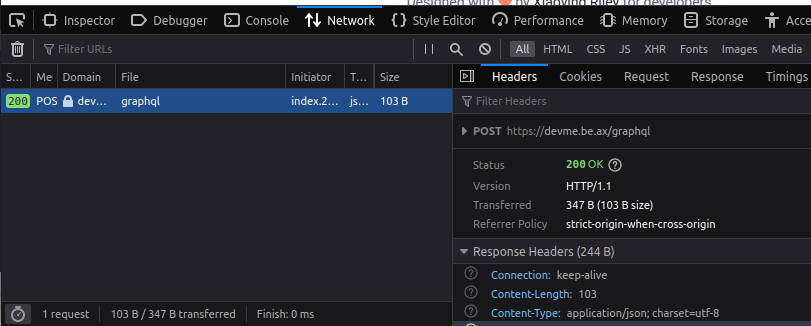 Designed with by Xiaoying Riley for developers
Inspector Debugger Console Network Style Editor Performance Memory Storage Acce
Filter URLs All HTML CSS JS XHR Fonts Images Media
S... Me Domain File Initiator T... Size
200 POS dev... graphql index.2... js... 103 B
Headers Cookies Request Response Timings
Filter Headers
POST https://devme.be.ax/graphql
Status 200 OK
Version HTTP/1.1
Transferred 347 B (103 B size)
Referrer Policy strict-origin-when-cross-origin
Response Headers (244 B)
Connection: keep-alive
Content-Length: 103
Content-Type: application/json; charset=utf-8
1 request 103 B / 347 B transferred Finish: 0 ms